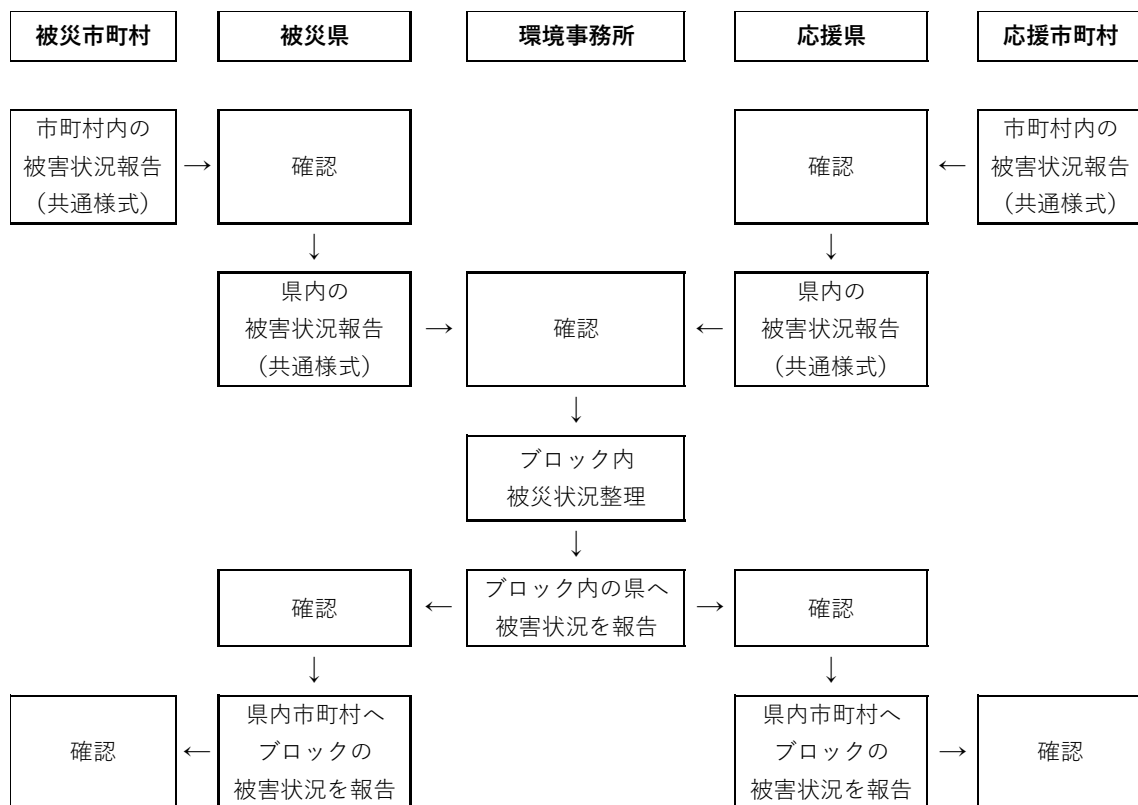 被災市町村
被災県
環境事務所
応援県
応援市町村
市町村内の
被害状況報告
（共通様式）
→
確認
確認
←
市町村内の
被害状況報告
（共通様式）
↓
↓
県内の
被害状況報告
（共通様式）
→
確認
←
県内の
被害状況報告
（共通様式）
↓
ブロック内
被災状況整理
↓
確認
←
ブロック内の県へ
被害状況を報告
→
確認
↓
↓
確認
←
県内市町村へ
ブロックの
被害状況を報告
県内市町村へ
ブロックの
被害状況を報告
→
確認